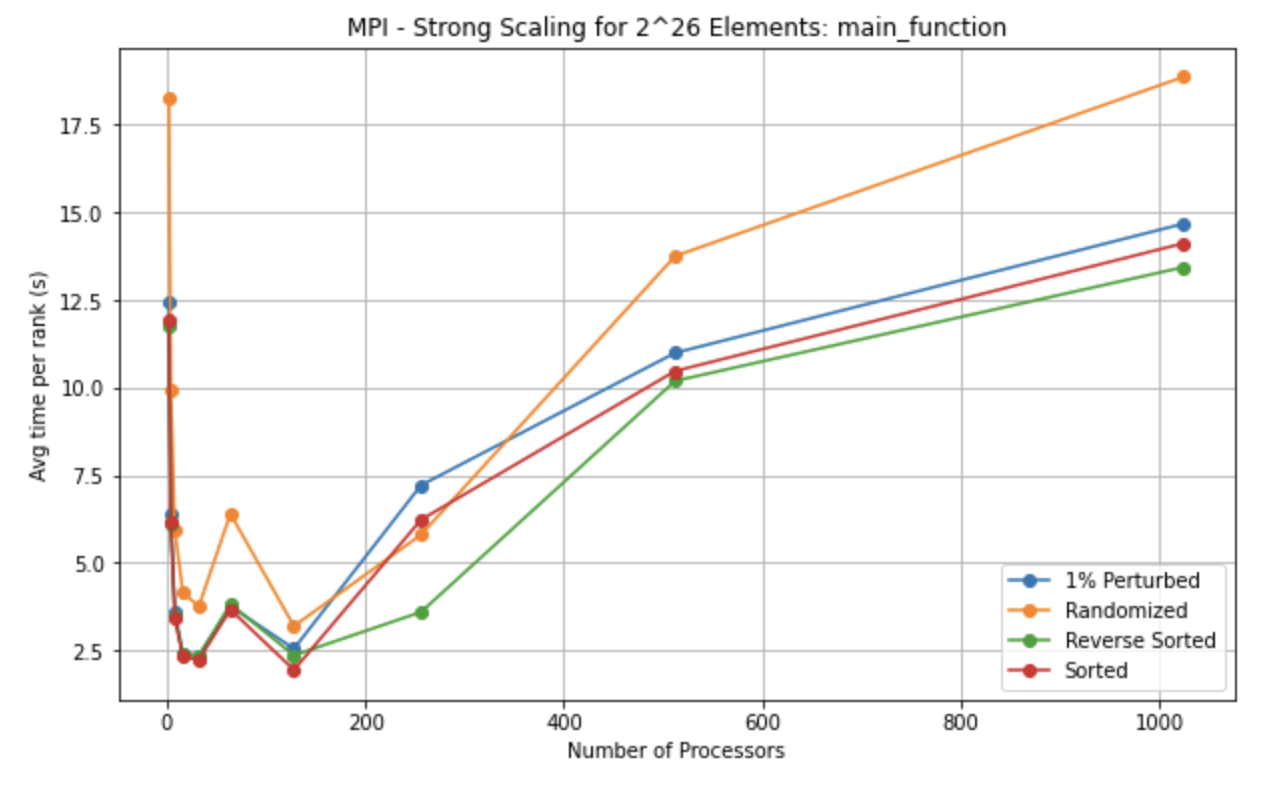 MPI - Strong Scaling for 2^26 Elements: main_function
Avg time per rank (s)
17.5
15.0
12.5
10.0
7.5
5.0
2.5
1% Perturbed
Randomized
Reverse Sorted
Sorted
0 200 400 600 800 1000
Number of Processors